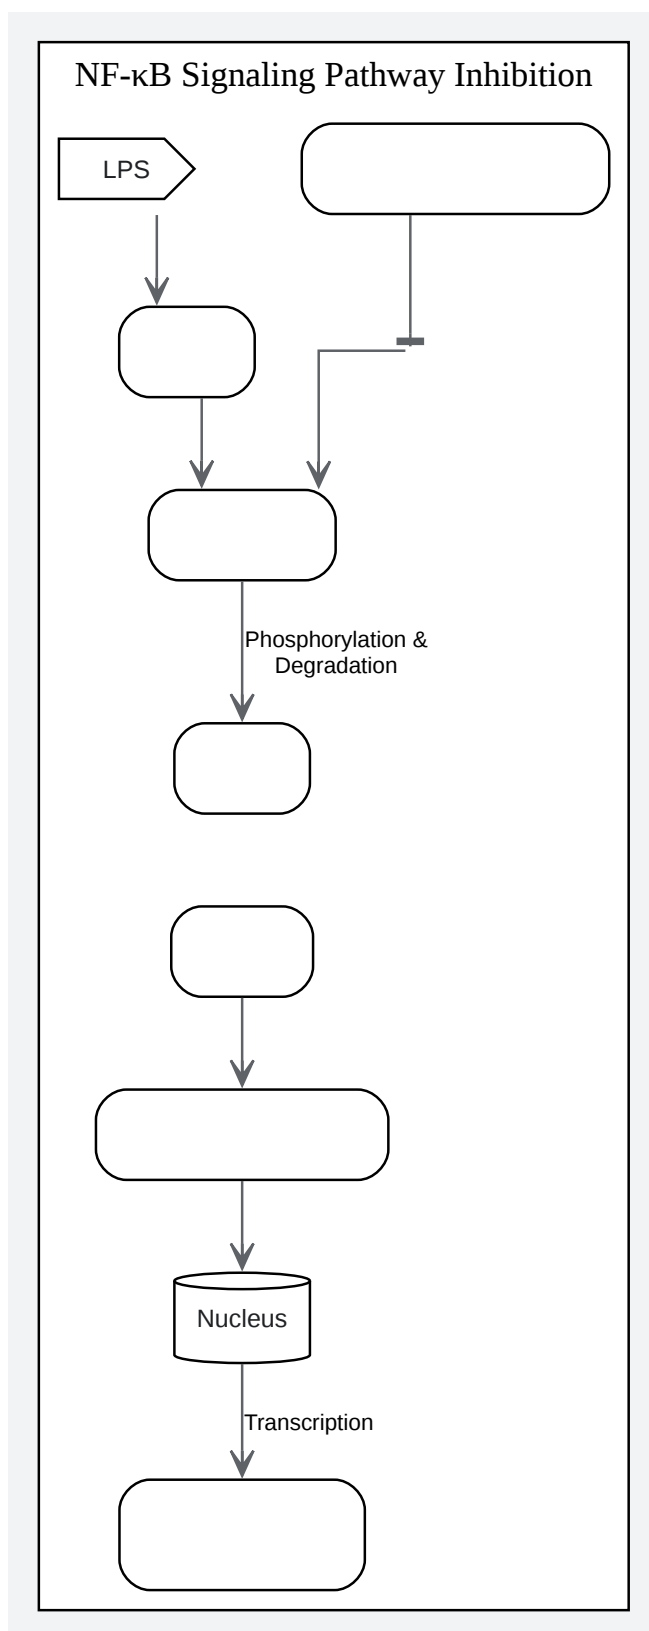 NF-κB Signaling Pathway Inhibition
LPS
Phosphorylation &
Degradation
Nucleus
Transcription